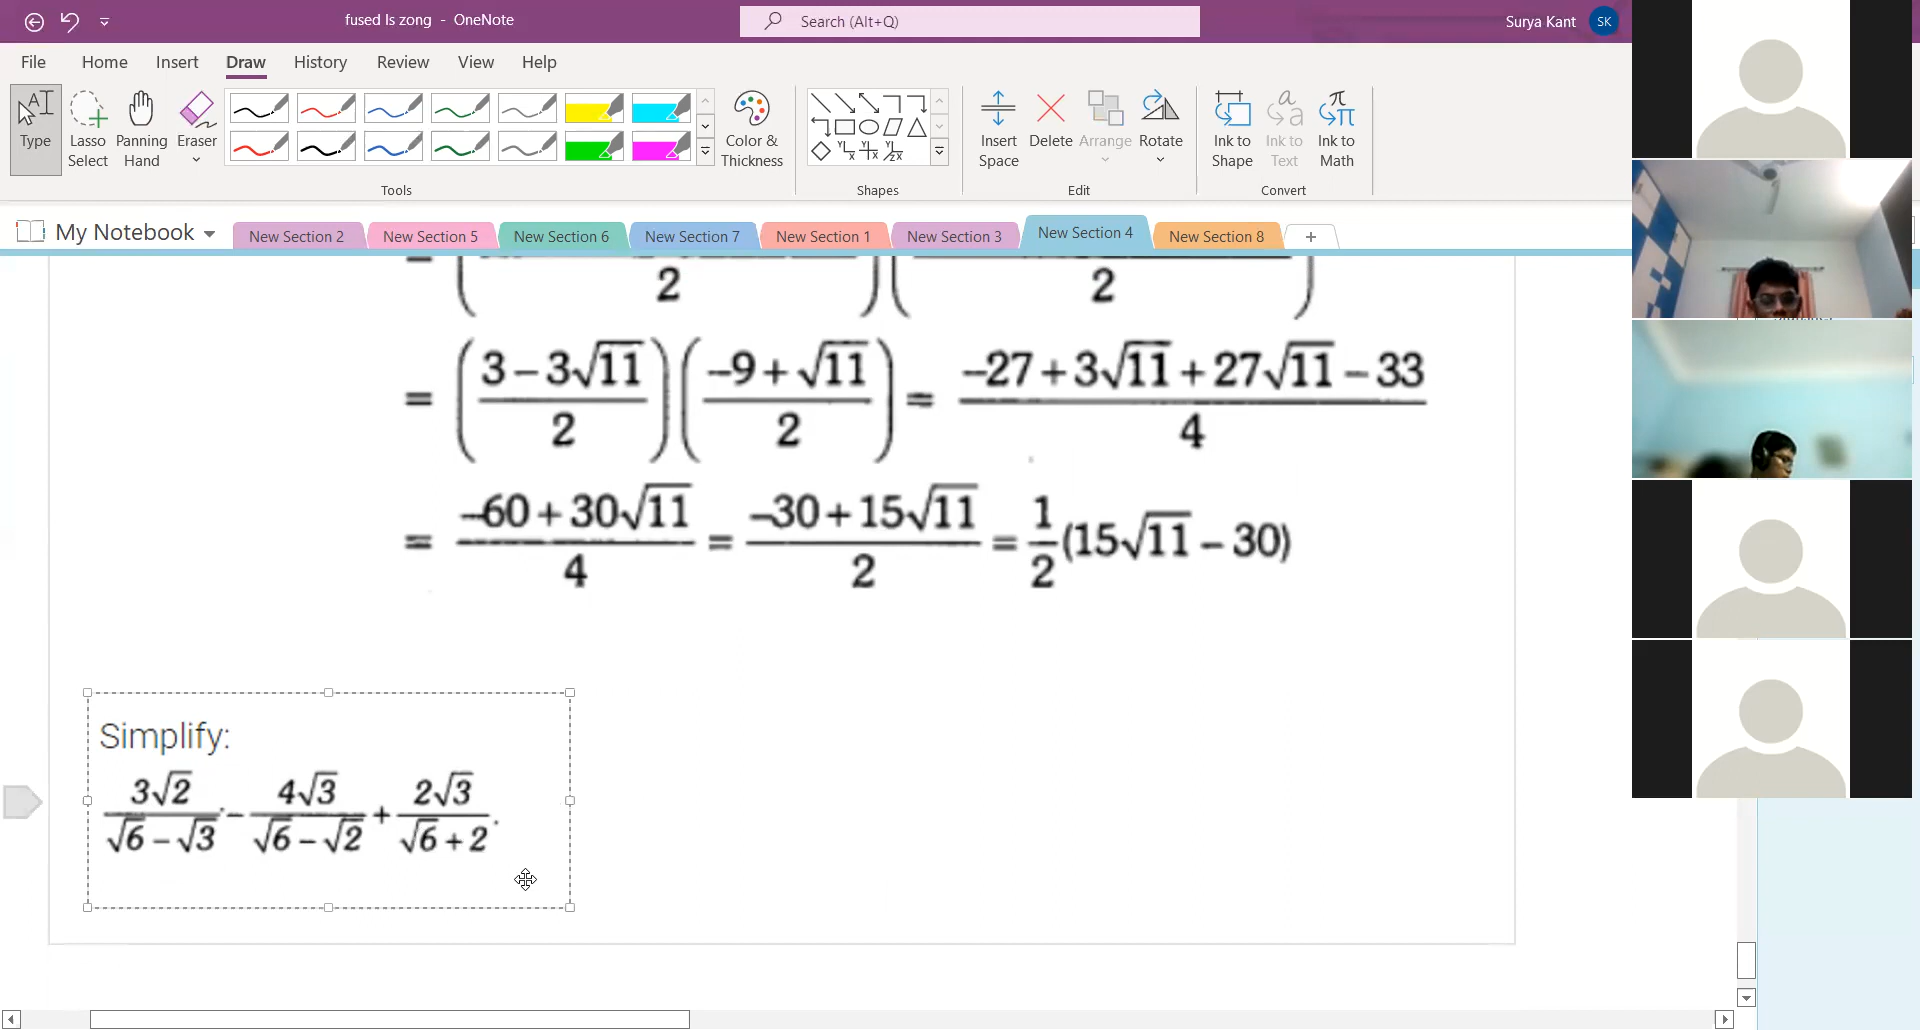 fused Is zong - OneNote
Search (Alt+Q)
Surya Kant SK
File Home Insert Draw History Review View Help
Type
Lasso Select
Panning Hand
Eraser
Color & Thickness
Insert Space
Delete
Arrange
Rotate
Ink to Shape
Ink to Text
Ink to Math
Tools
Shapes
Edit
Convert
My Notebook
New Section 2
New Section 5
New Section 6
New Section 7
New Section 1
New Section 3
New Section 4
New Section 8
+
= ( 2 ) ( 2 )
= ((3 − 3√11)/2) ((−9 + √11)/2) = (−27 + 3√11 + 27√11 − 33)/4
= (−60 + 30√11)/4 = (−30 + 15√11)/2 = 1/2 (15√11 − 30)
Simplify:
3√2/(√6 − √3) − 4√3/(√6 − √2) + 2√3/(√6 + 2).